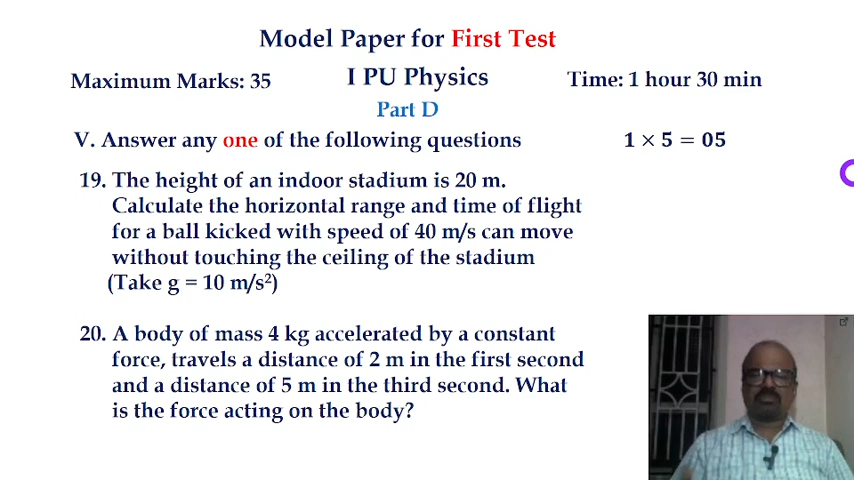 Model Paper for First Test
Maximum Marks: 35 I PU Physics Time: 1 hour 30 min
Part D
V. Answer any one of the following questions 1 × 5 = 05
19. The height of an indoor stadium is 20 m.
Calculate the horizontal range and time of flight
for a ball kicked with speed of 40 m/s can move
without touching the ceiling of the stadium
(Take g = 10 m/s²)
20. A body of mass 4 kg accelerated by a constant
force, travels a distance of 2 m in the first second
and a distance of 5 m in the third second. What
is the force acting on the body?